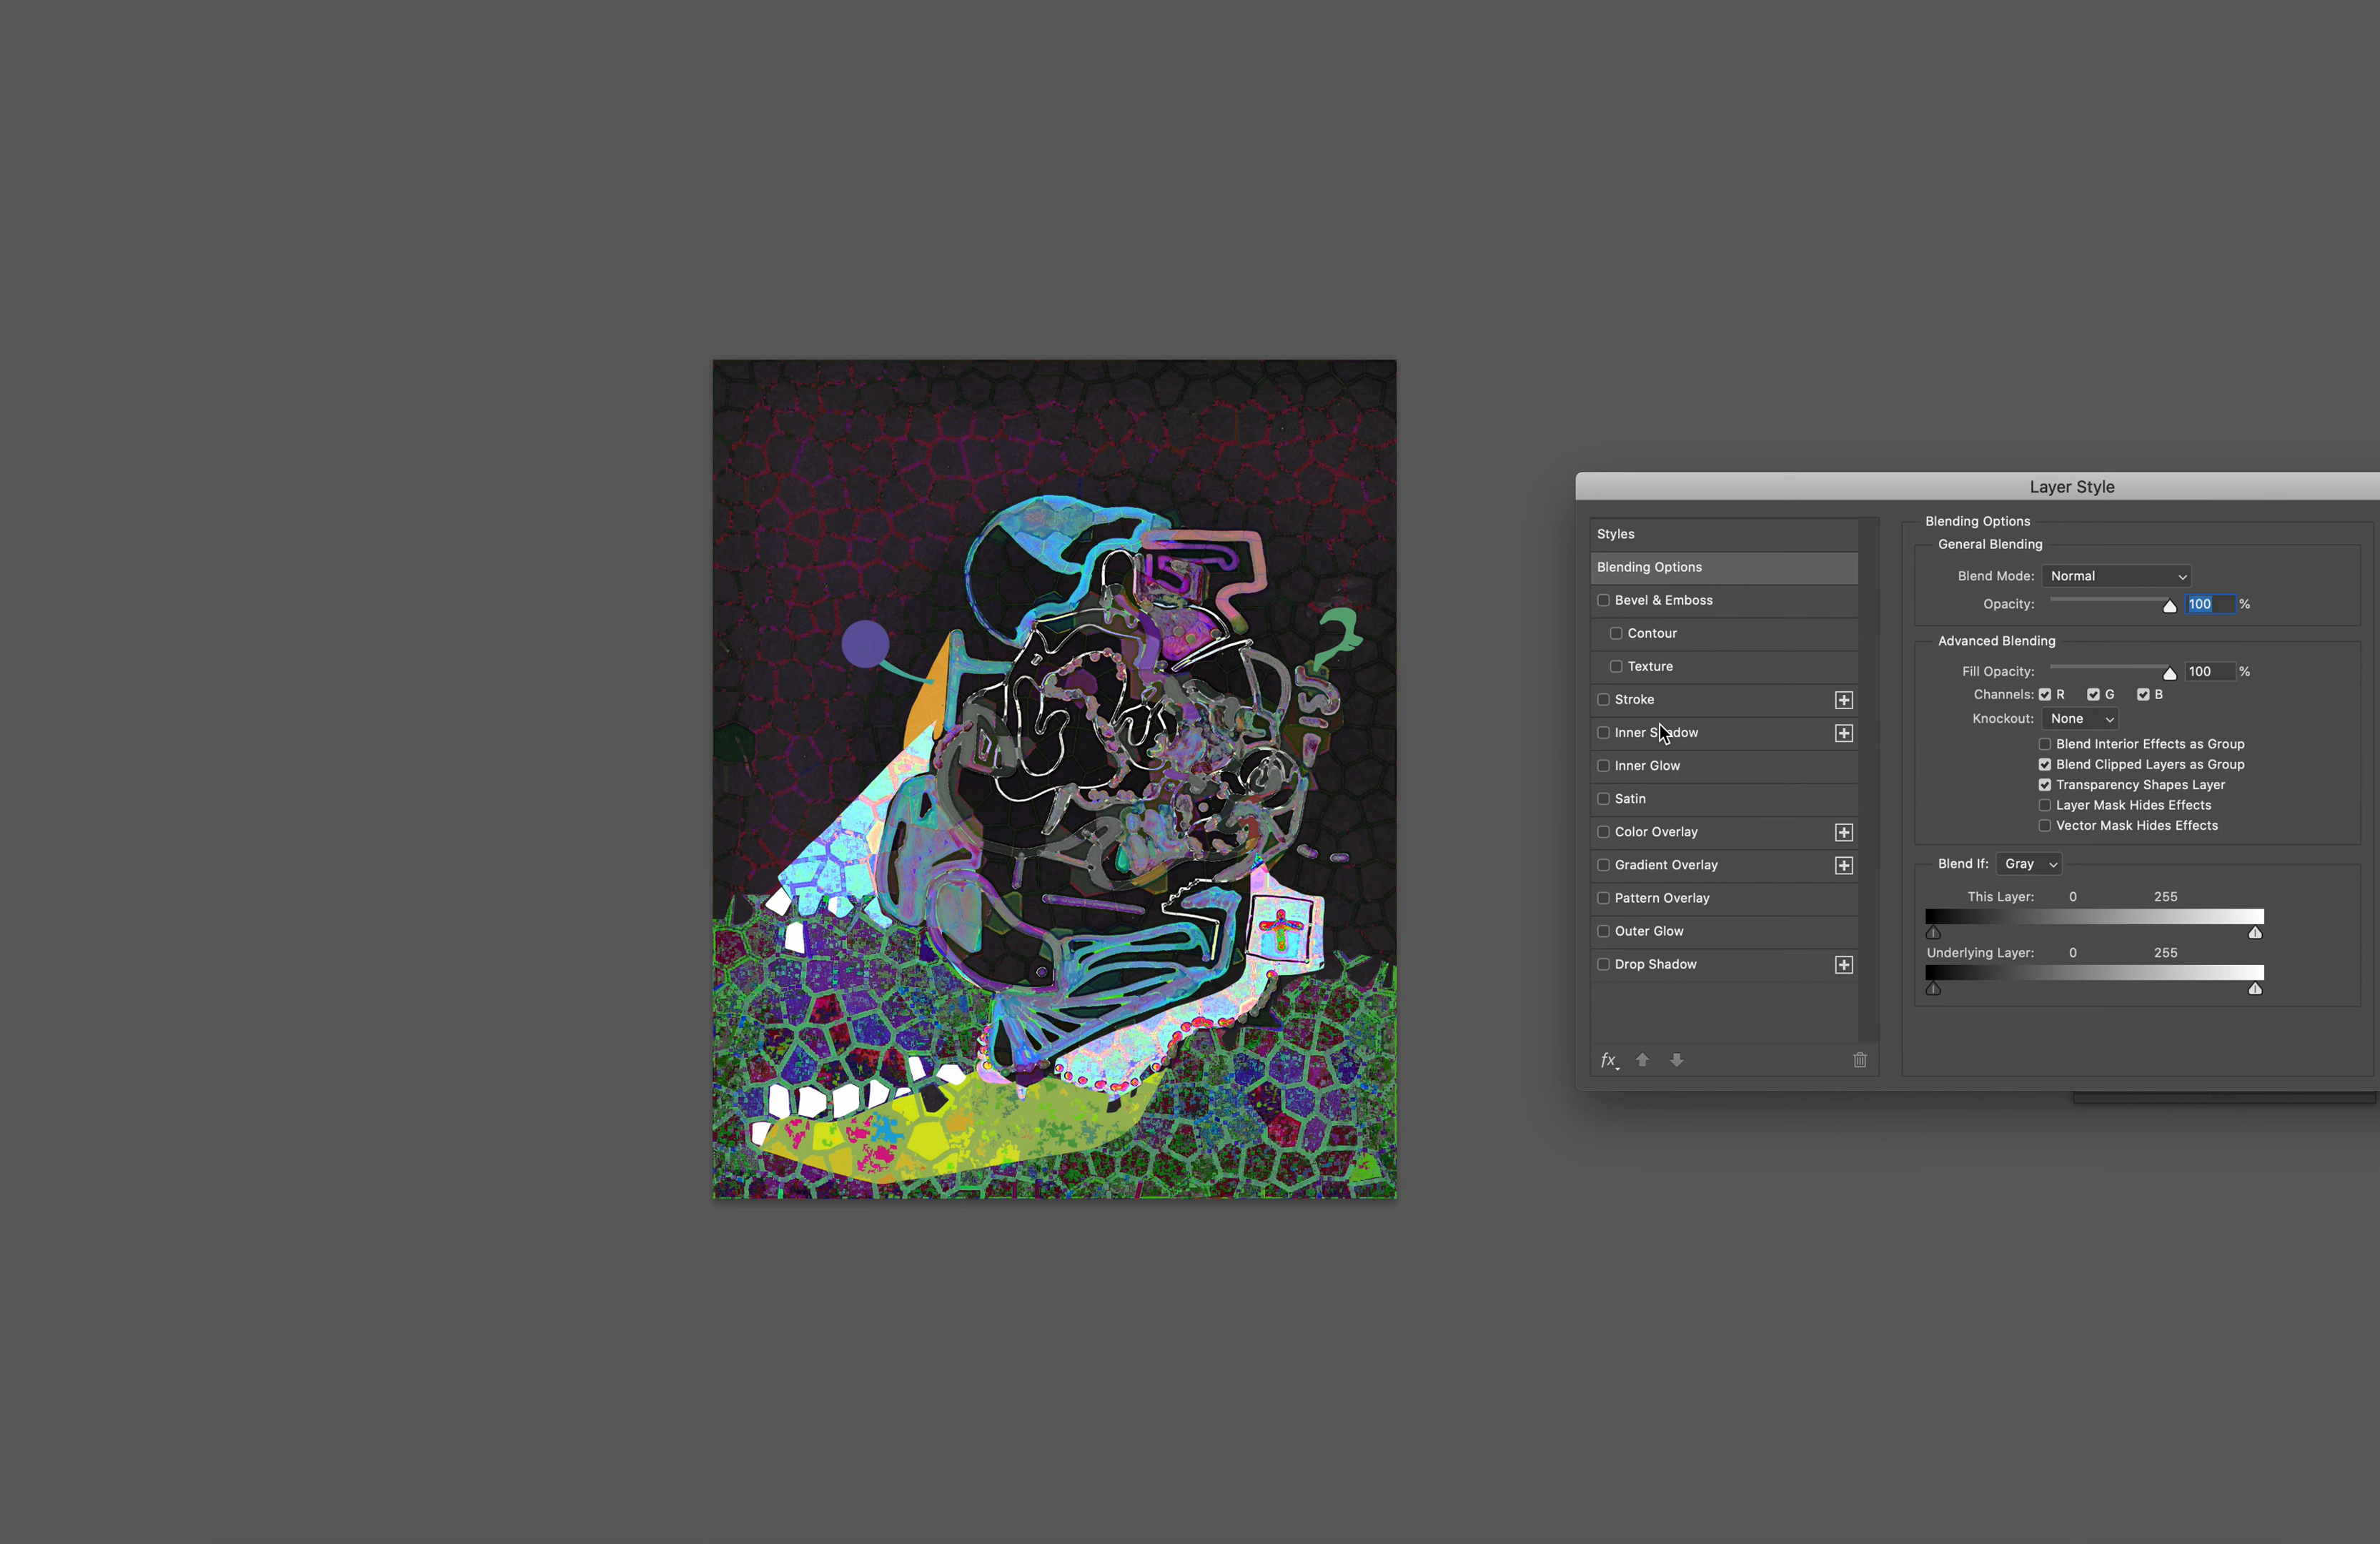 Layer Style
Styles
Blending Options
Bevel & Emboss
Contour
Texture
Stroke
Inner Shadow
Inner Glow
Satin
Color Overlay
Gradient Overlay
Pattern Overlay
Outer Glow
Drop Shadow
fx
Blending Options
General Blending
Blend Mode: Normal
Opacity: 100 %
Advanced Blending
Fill Opacity: 100 %
Channels: R G B
Knockout: None
Blend Interior Effects as Group
Blend Clipped Layers as Group
Transparency Shapes Layer
Layer Mask Hides Effects
Vector Mask Hides Effects
Blend If: Gray
This Layer: 0 255
Underlying Layer: 0 255